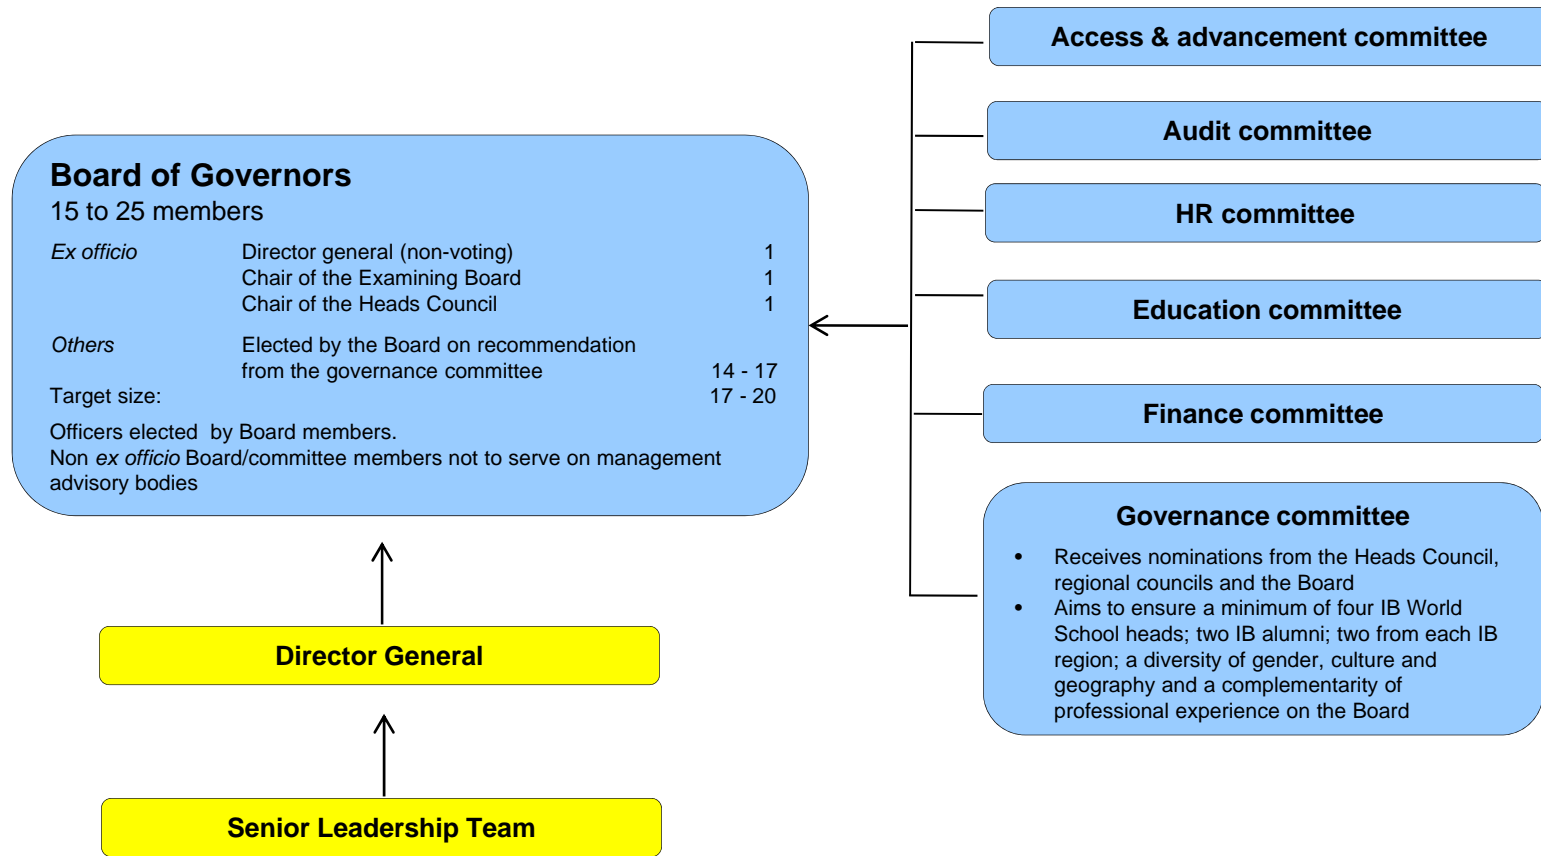 Board of Governors
15 to 25 members
Ex officio Director general (non-voting) 1
Chair of the Examining Board 1
Chair of the Heads Council 1
Others Elected by the Board on recommendation
from the governance committee 14 - 17
Target size: 17 - 20
Officers elected by Board members.
Non ex officio Board/committee members not to serve on management
advisory bodies
Director General
Senior Leadership Team
Access & advancement committee
Audit committee
HR committee
Education committee
Finance committee
Governance committee
• Receives nominations from the Heads Council,
regional councils and the Board
• Aims to ensure a minimum of four IB World
School heads; two IB alumni; two from each IB
region; a diversity of gender, culture and
geography and a complementarity of
professional experience on the Board